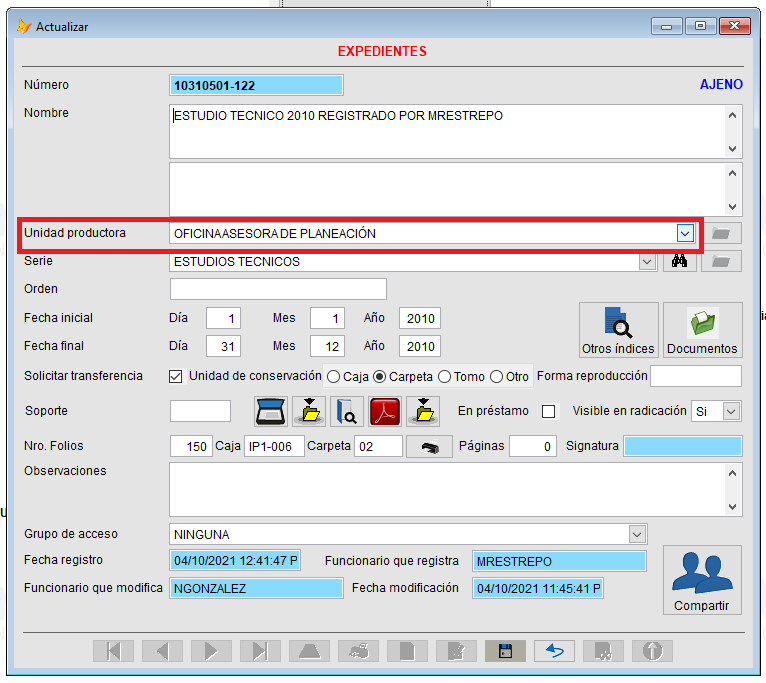 Actualizar
EXPEDIENTES
Número 10310501-122 AJENO
Nombre ESTUDIO TECNICO 2010 REGISTRADO POR MRESTREPO
Unidad productora OFICINA ASESORA DE PLANEACIÓN
Serie ESTUDIOS TECNICOS
Orden
Fecha inicial Día 1 Mes 1 Año 2010
Fecha final Día 31 Mes 12 Año 2010
Otros índices Documentos
Solicitar transferencia Unidad de conservación Caja Carpeta Tomo Otro Forma reproducción
Soporte En préstamo Visible en radicación Si
Nro. Folios 150 Caja IP1-006 Carpeta 02 Páginas 0 Signatura
Observaciones
Grupo de acceso NINGUNA
Fecha registro 04/10/2021 12:41:47 P Funcionario que registra MRESTREPO
Funcionario que modifica NGONZALEZ Fecha modificación 04/10/2021 11:45:41 P
Compartir